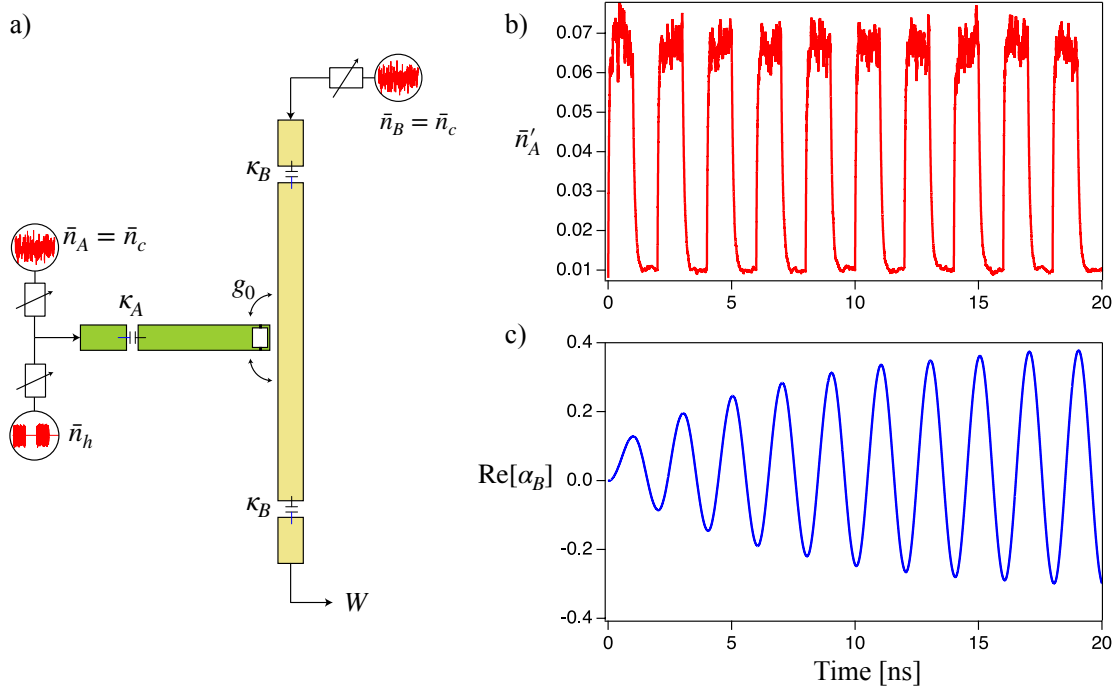 a)
n̄_B = n̄_c
κ_B
n̄_A = n̄_c
g_0
κ_A
n̄_h
κ_B
W
b)
0.07
0.06
0.05
n̄′_A
0.04
0.03
0.02
0.01
0 5 10 15 20
c)
0.4
0.2
Re[α_B] 0.0
-0.2
-0.4
0 5 10 15 20
Time [ns]